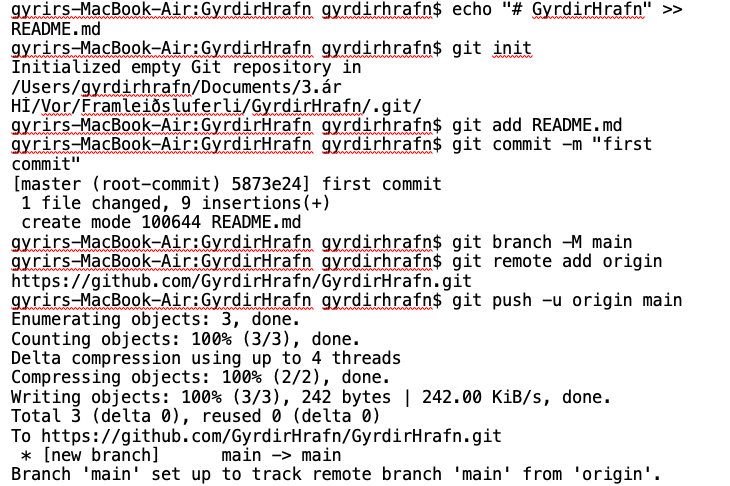 gyrirs-MacBook-Air:GyrdirHrafn gyrdirhrafn$ echo "# GyrdirHrafn" >>
README.md
gyrirs-MacBook-Air:GyrdirHrafn gyrdirhrafn$ git init
Initialized empty Git repository in
/Users/gyrdirhrafn/Documents/3.ár
HÍ/Vor/Framleiðsluferli/GyrdirHrafn/.git/
gyrirs-MacBook-Air:GyrdirHrafn gyrdirhrafn$ git add README.md
gyrirs-MacBook-Air:GyrdirHrafn gyrdirhrafn$ git commit -m "first
commit"
[master (root-commit) 5873e24] first commit
 1 file changed, 9 insertions(+)
 create mode 100644 README.md
gyrirs-MacBook-Air:GyrdirHrafn gyrdirhrafn$ git branch -M main
gyrirs-MacBook-Air:GyrdirHrafn gyrdirhrafn$ git remote add origin
https://github.com/GyrdirHrafn/GyrdirHrafn.git
gyrirs-MacBook-Air:GyrdirHrafn gyrdirhrafn$ git push -u origin main
Enumerating objects: 3, done.
Counting objects: 100% (3/3), done.
Delta compression using up to 4 threads
Compressing objects: 100% (2/2), done.
Writing objects: 100% (3/3), 242 bytes | 242.00 KiB/s, done.
Total 3 (delta 0), reused 0 (delta 0)
To https://github.com/GyrdirHrafn/GyrdirHrafn.git
 * [new branch]      main -> main
Branch 'main' set up to track remote branch 'main' from 'origin'.